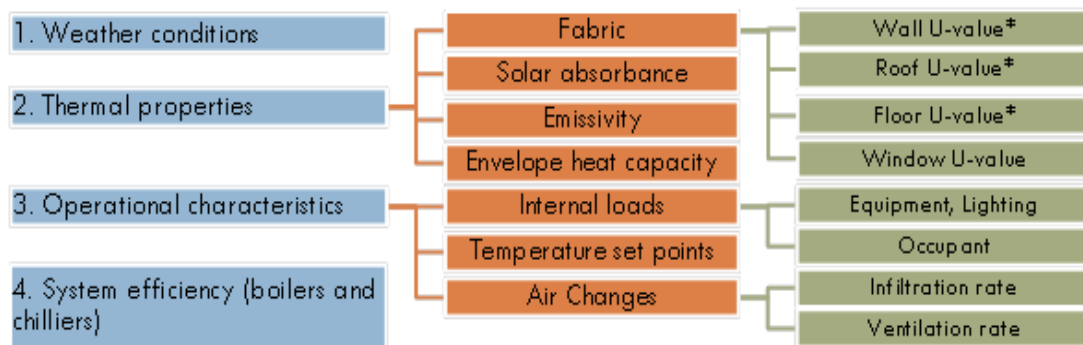 1. Weather conditions
2. Thermal properties
3. Operational characteristics
4. System efficiency (boilers and
chilliers)
Fabric
Solar absorbance
Emissivity
Envelope heat capacity
Internal loads
Temperature set points
Air Changes
Wall U-value‡
Roof U-value‡
Floor U-value‡
Window U-value
Equipment, Lighting
Occupant
Infiltration rate
Ventilation rate